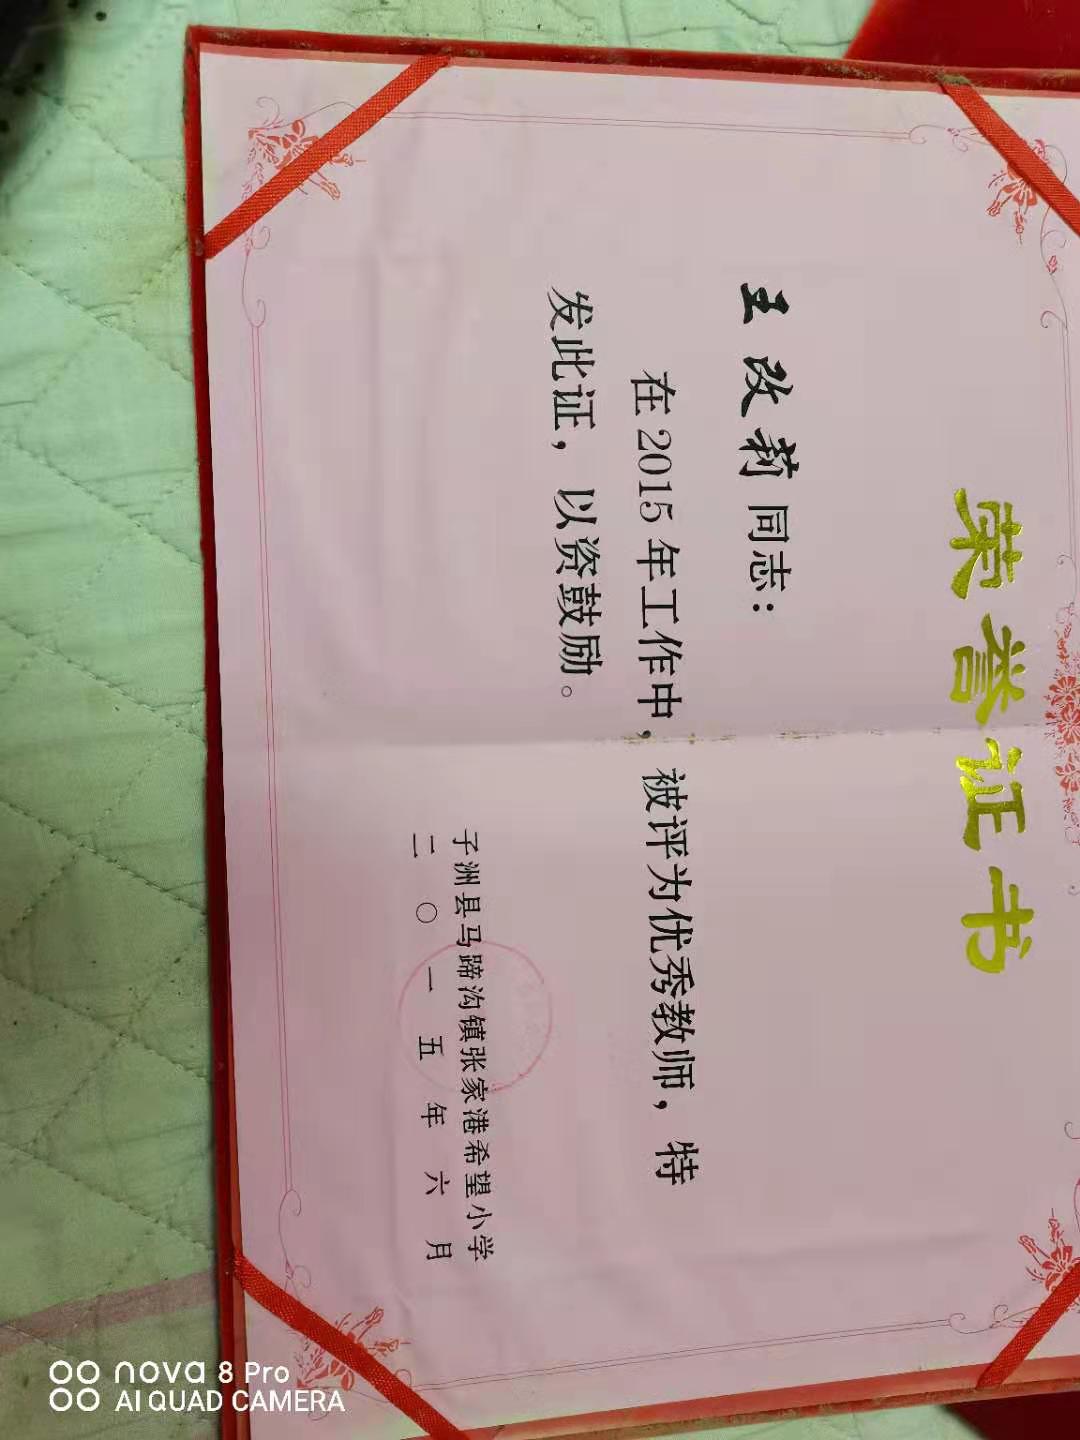 荣誉证书
王改莉同志：
在2015年工作中，被评为优秀教师，特
发此证，以资鼓励。
子洲县马蹄沟镇张家港希望小学
二〇一五年六月
nova 8 Pro
AI QUAD CAMERA